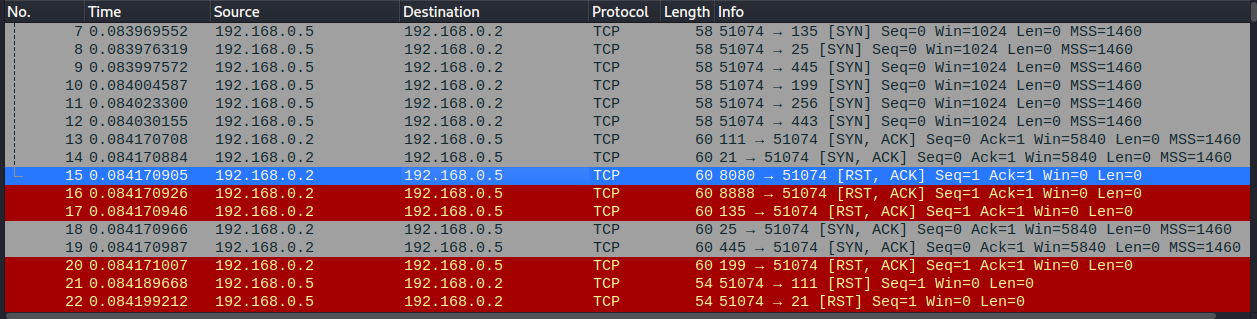 No. Time Source Destination Protocol Length Info
7 0.083969552 192.168.0.5 192.168.0.2 TCP 58 51074 → 135 [SYN] Seq=0 Win=1024 Len=0 MSS=1460
8 0.083976319 192.168.0.5 192.168.0.2 TCP 58 51074 → 25 [SYN] Seq=0 Win=1024 Len=0 MSS=1460
9 0.083997572 192.168.0.5 192.168.0.2 TCP 58 51074 → 445 [SYN] Seq=0 Win=1024 Len=0 MSS=1460
10 0.084004587 192.168.0.5 192.168.0.2 TCP 58 51074 → 199 [SYN] Seq=0 Win=1024 Len=0 MSS=1460
11 0.084023300 192.168.0.5 192.168.0.2 TCP 58 51074 → 256 [SYN] Seq=0 Win=1024 Len=0 MSS=1460
12 0.084030155 192.168.0.5 192.168.0.2 TCP 58 51074 → 443 [SYN] Seq=0 Win=1024 Len=0 MSS=1460
13 0.084170708 192.168.0.2 192.168.0.5 TCP 60 111 → 51074 [SYN, ACK] Seq=0 Ack=1 Win=5840 Len=0 MSS=1460
14 0.084170884 192.168.0.2 192.168.0.5 TCP 60 21 → 51074 [SYN, ACK] Seq=0 Ack=1 Win=5840 Len=0 MSS=1460
15 0.084170905 192.168.0.2 192.168.0.5 TCP 60 8080 → 51074 [RST, ACK] Seq=1 Ack=1 Win=0 Len=0
16 0.084170926 192.168.0.2 192.168.0.5 TCP 60 8888 → 51074 [RST, ACK] Seq=1 Ack=1 Win=0 Len=0
17 0.084170946 192.168.0.2 192.168.0.5 TCP 60 135 → 51074 [RST, ACK] Seq=1 Ack=1 Win=0 Len=0
18 0.084170966 192.168.0.2 192.168.0.5 TCP 60 25 → 51074 [SYN, ACK] Seq=0 Ack=1 Win=5840 Len=0 MSS=1460
19 0.084170987 192.168.0.2 192.168.0.5 TCP 60 445 → 51074 [SYN, ACK] Seq=0 Ack=1 Win=5840 Len=0 MSS=1460
20 0.084171007 192.168.0.2 192.168.0.5 TCP 60 199 → 51074 [RST, ACK] Seq=1 Ack=1 Win=0 Len=0
21 0.084189668 192.168.0.5 192.168.0.2 TCP 54 51074 → 111 [RST] Seq=1 Win=0 Len=0
22 0.084199212 192.168.0.5 192.168.0.2 TCP 54 51074 → 21 [RST] Seq=1 Win=0 Len=0